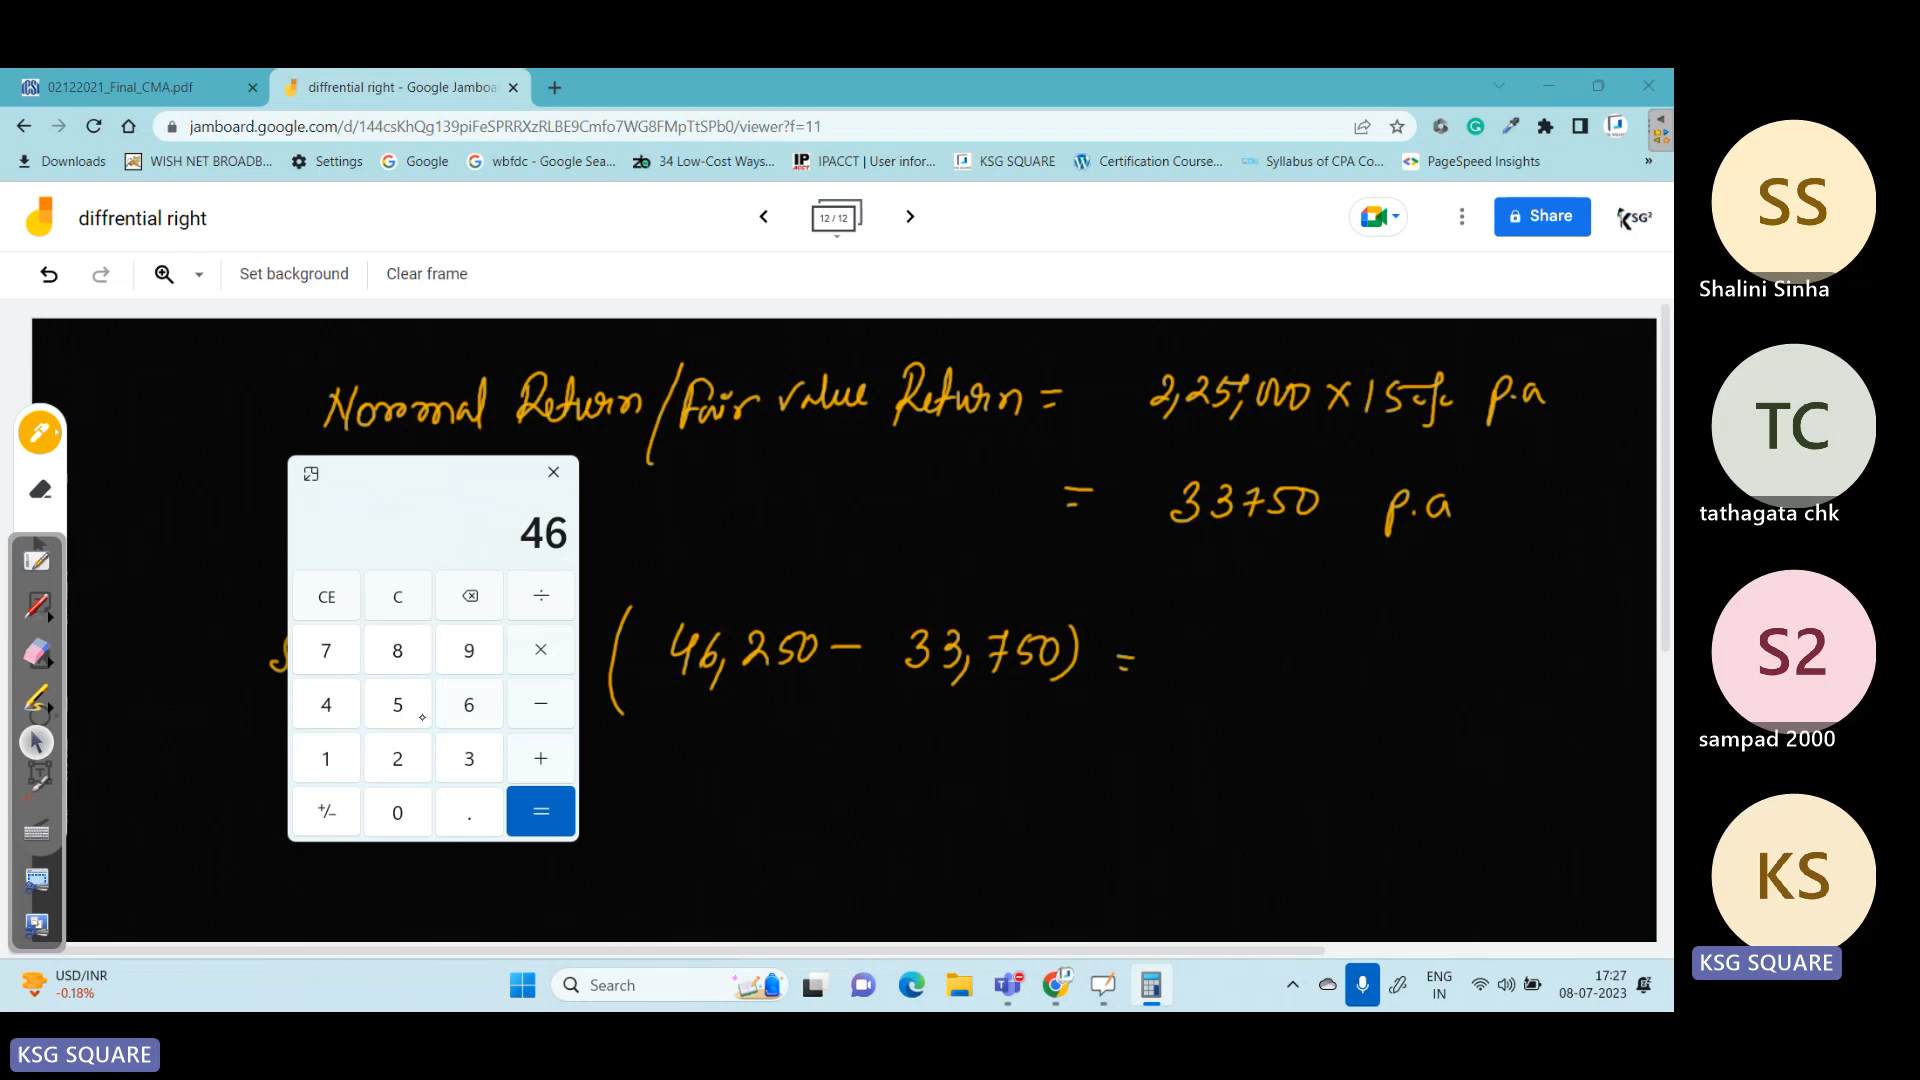 02122021_Final_CMA.pdf
diffrential right - Google Jamboa
jamboard.google.com/d/144csKhQg139piFeSPRRXzRLBE9Cmfo7WG8FMpTtSPb0/viewer?f=11
Downloads WISH NET BROADB... Settings Google wbfdc - Google Sea... 34 Low-Cost Ways... IPACCT | User infor... KSG SQUARE Certification Course... Syllabus of CPA Co... PageSpeed Insights »
diffrential right
12 / 12
Share
KSG²
Set background Clear frame
Normal Return/Fair value Return = 2,25,000 × 15% p.a
= 33750 p.a
46
CE C ÷
7 8 9 ×
4 5 6 −
1 2 3 +
+/− 0 . =
( 46,250 − 33,750) =
SS
Shalini Sinha
TC
tathagata chk
S2
sampad 2000
KS
KSG SQUARE
USD/INR
-0.18%
Search
ENG
IN
17:27
08-07-2023
KSG SQUARE